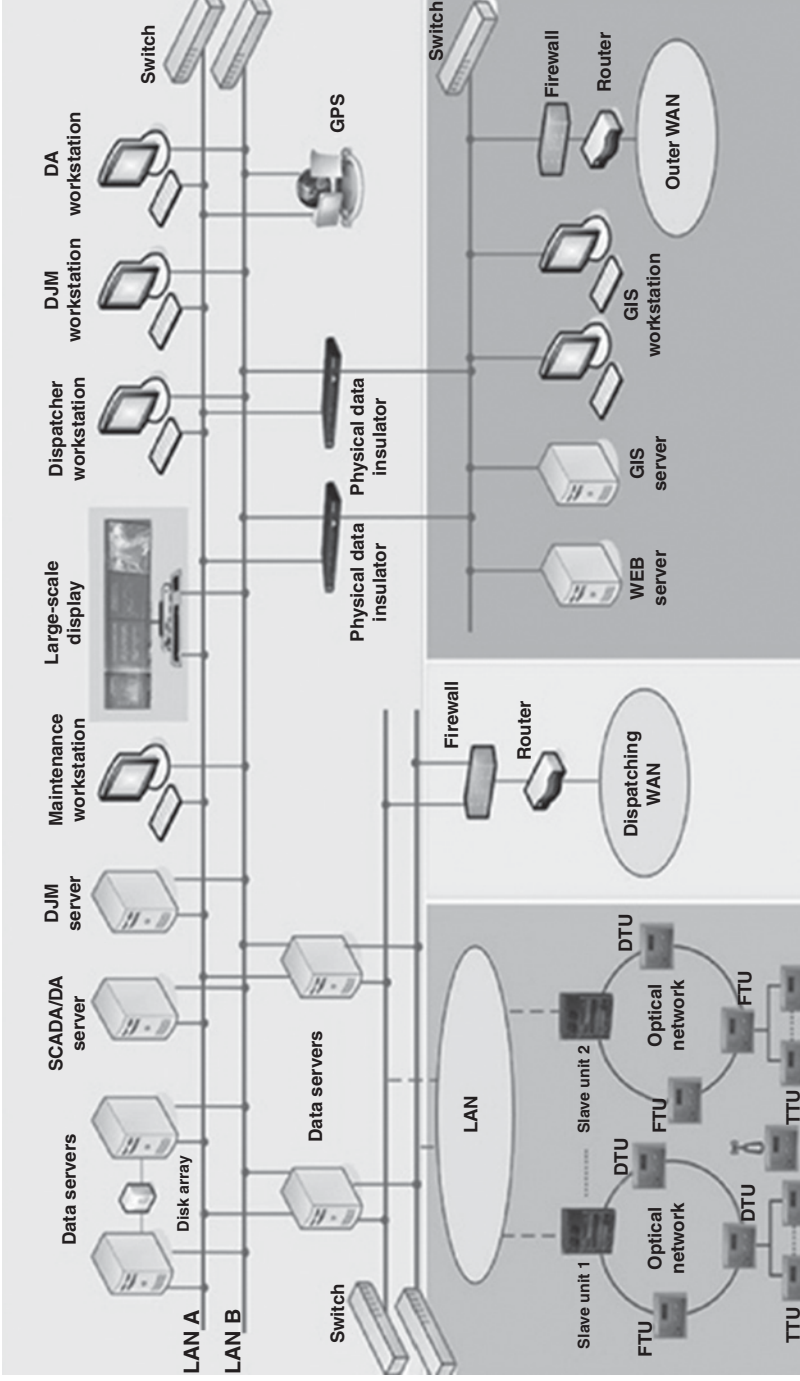 Data servers
SCADA/DA
server
DJM
server
Maintenance
workstation
Large-scale
display
Dispatcher
workstation
DJM
workstation
DA
workstation
Switch
Disk array
LAN A
LAN B
Data servers
Physical data
insulator
Physical data
insulator
GPS
Switch
Switch
LAN
Firewall
Router
Dispatching
WAN
WEB
server
GIS
server
GIS
workstation
Firewall
Router
Outer WAN
Slave unit 1
Slave unit 2
FTU
Optical
network
DTU
DTU
FTU
Optical
network
DTU
FTU
TTU
TTU